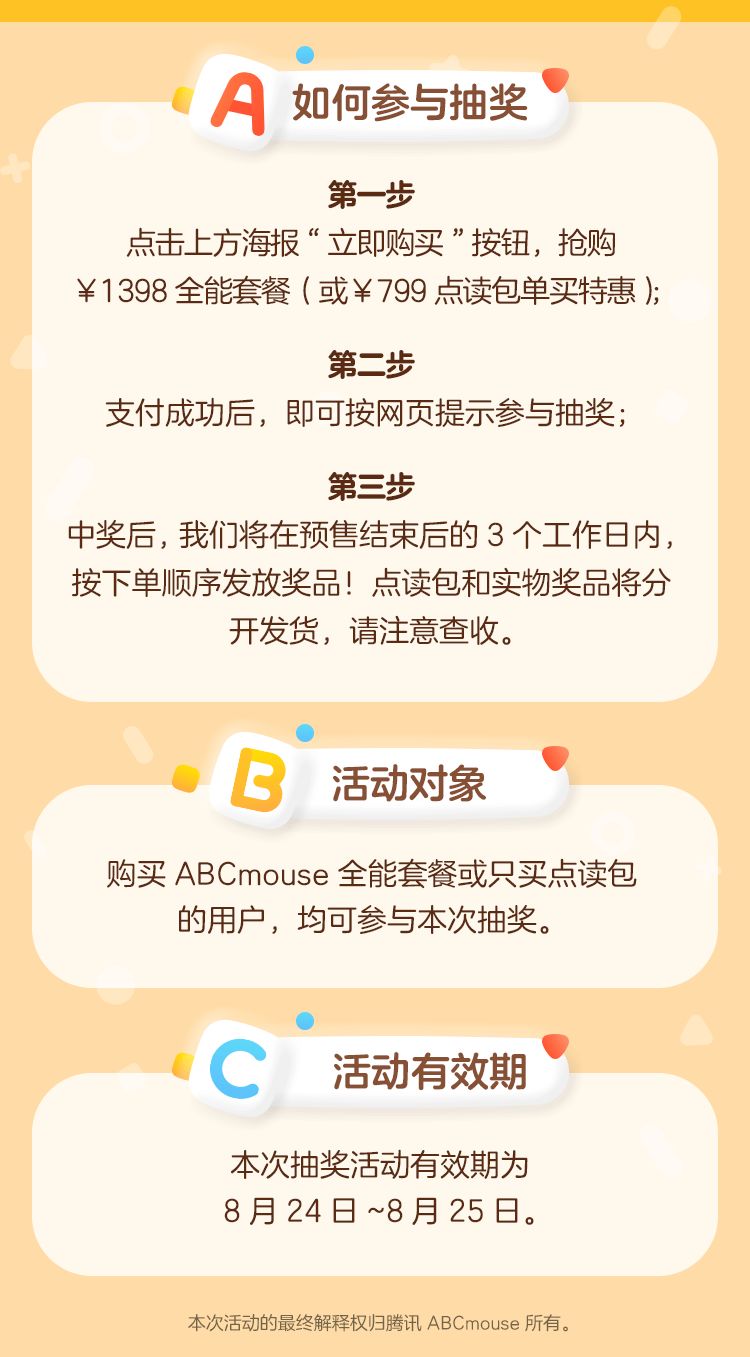 A 如何参与抽奖
第一步
点击上方海报“立即购买”按钮，抢购
￥1398 全能套餐（或￥799 点读包单买特惠）；
第二步
支付成功后，即可按网页提示参与抽奖；
第三步
中奖后，我们将在预售结束后的 3 个工作日内，
按下单顺序发放奖品！点读包和实物奖品将分
开发货，请注意查收。
B 活动对象
购买 ABCmouse 全能套餐或只买点读包
的用户，均可参与本次抽奖。
C 活动有效期
本次抽奖活动有效期为
8 月 24 日 ~8 月 25 日。
本次活动的最终解释权归腾讯 ABCmouse 所有。